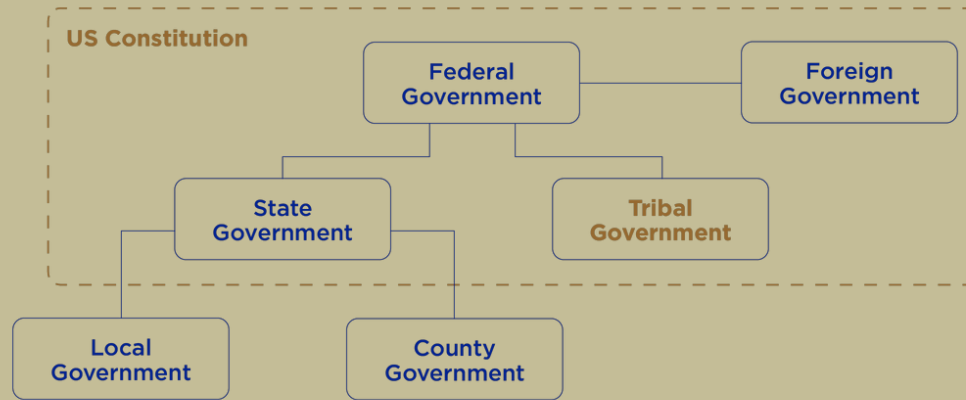 US Constitution
Federal
Government
Foreign
Government
State
Government
Tribal
Government
Local
Government
County
Government